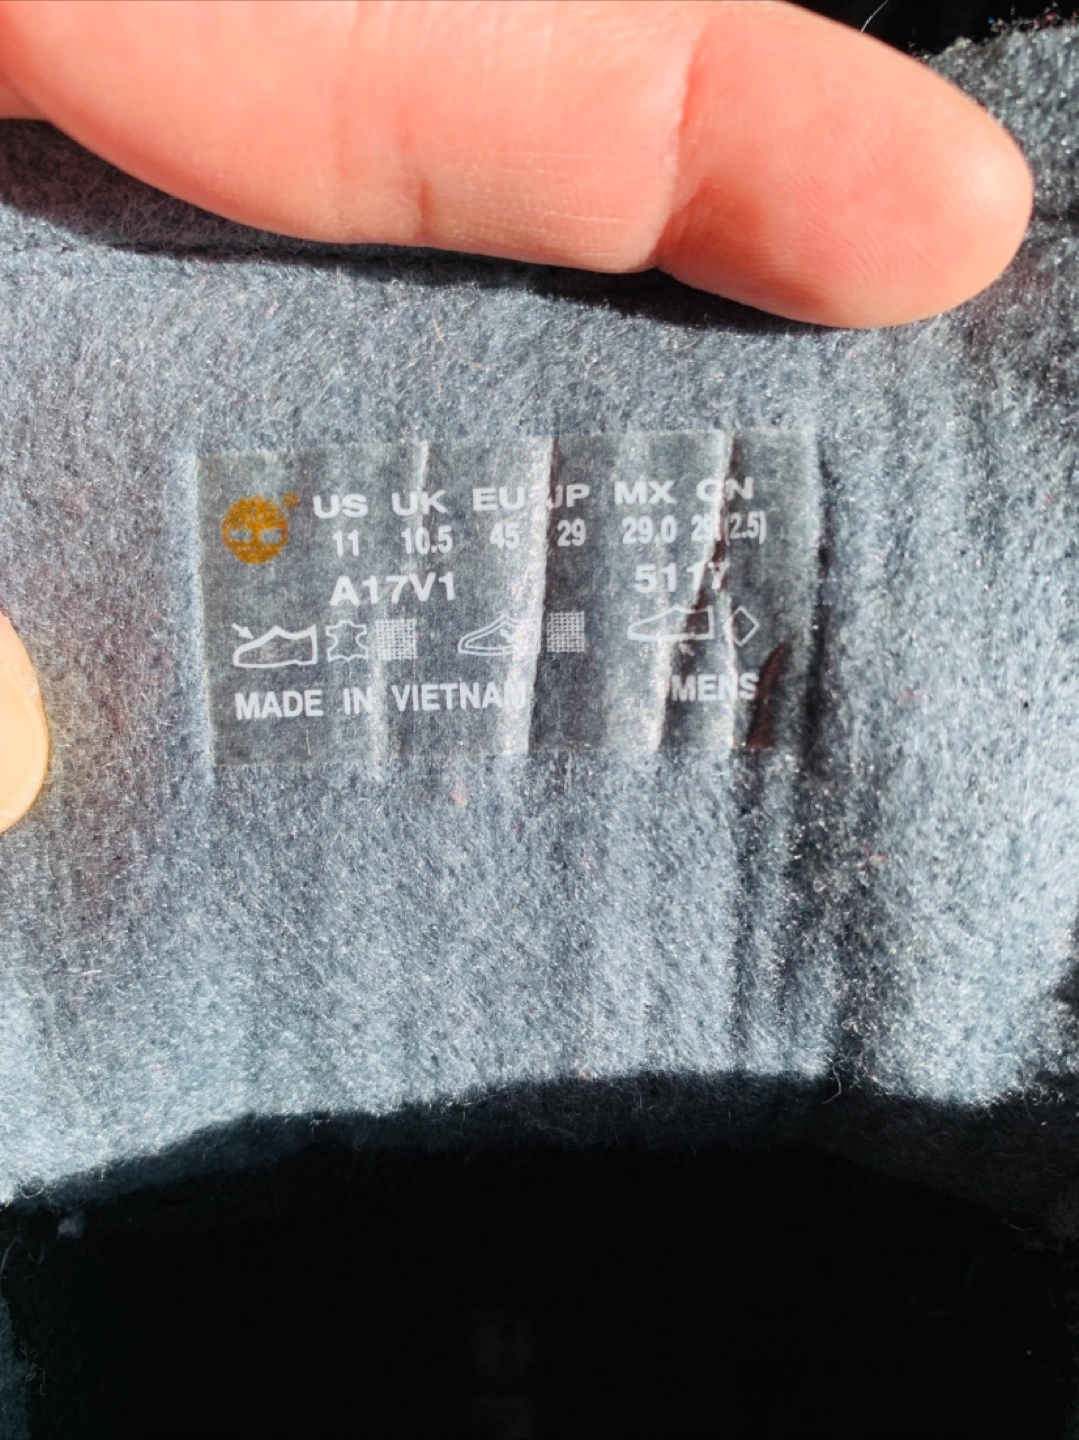 US UK EU JP MX CN
11 10.5 45 29 29.0 (2.5)
A17V1 5117
MADE IN VIETNAM MENS